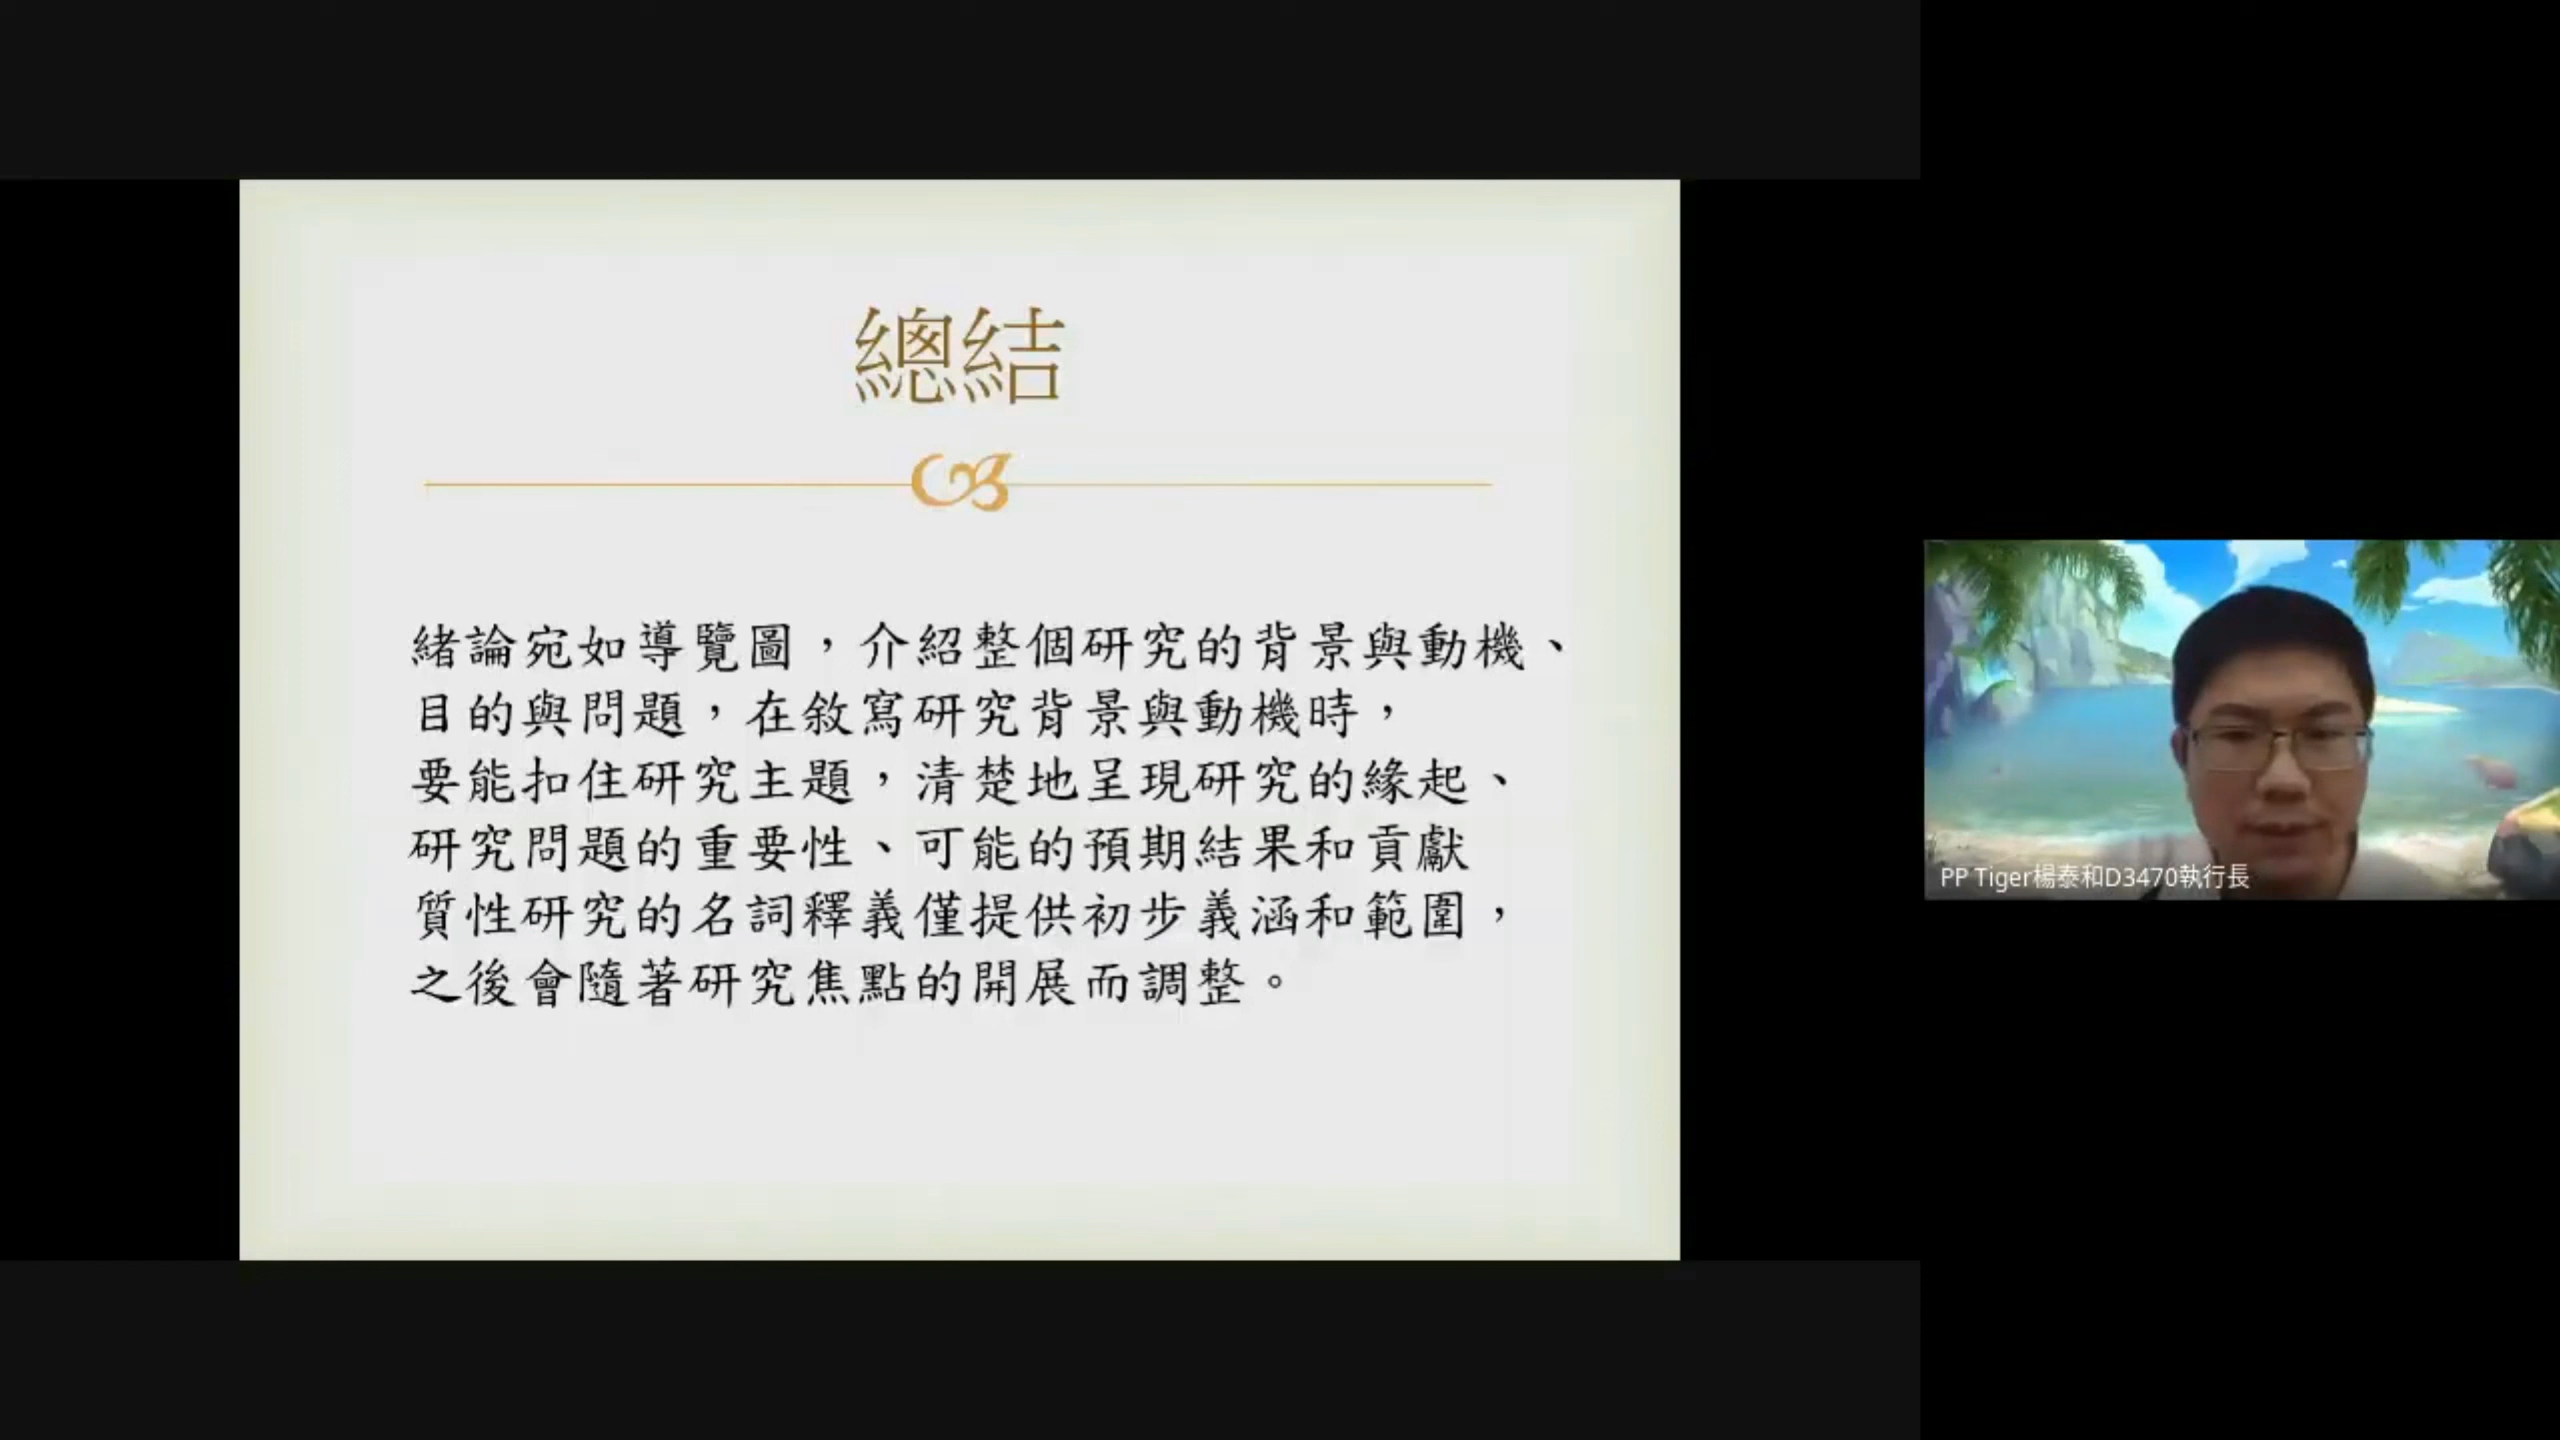 總結
緒論宛如導覽圖，介紹整個研究的背景與動機、
目的與問題，在敘寫研究背景與動機時，
要能扣住研究主題，清楚地呈現研究的緣起、
研究問題的重要性、可能的預期結果和貢獻
質性研究的名詞釋義僅提供初步義涵和範圍，
之後會隨著研究焦點的開展而調整。
PP Tiger楊泰和D3470執行長